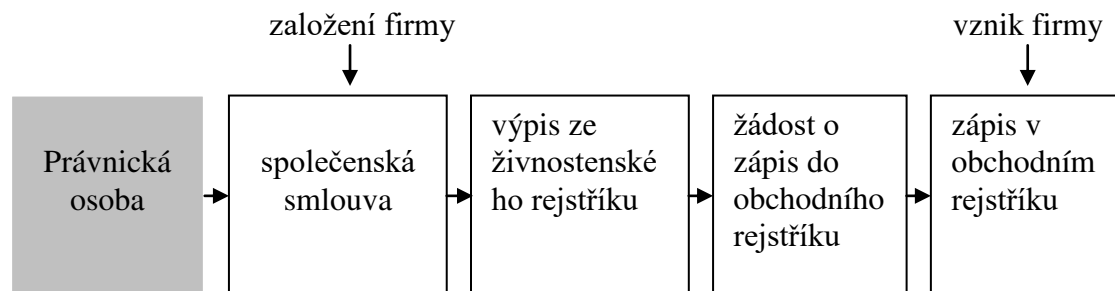 založení firmy
vznik firmy
Právnická
osoba
společenská
smlouva
výpis ze
živnostenské
ho rejstříku
žádost o
zápis do
obchodního
rejstříku
zápis v
obchodním
rejstříku